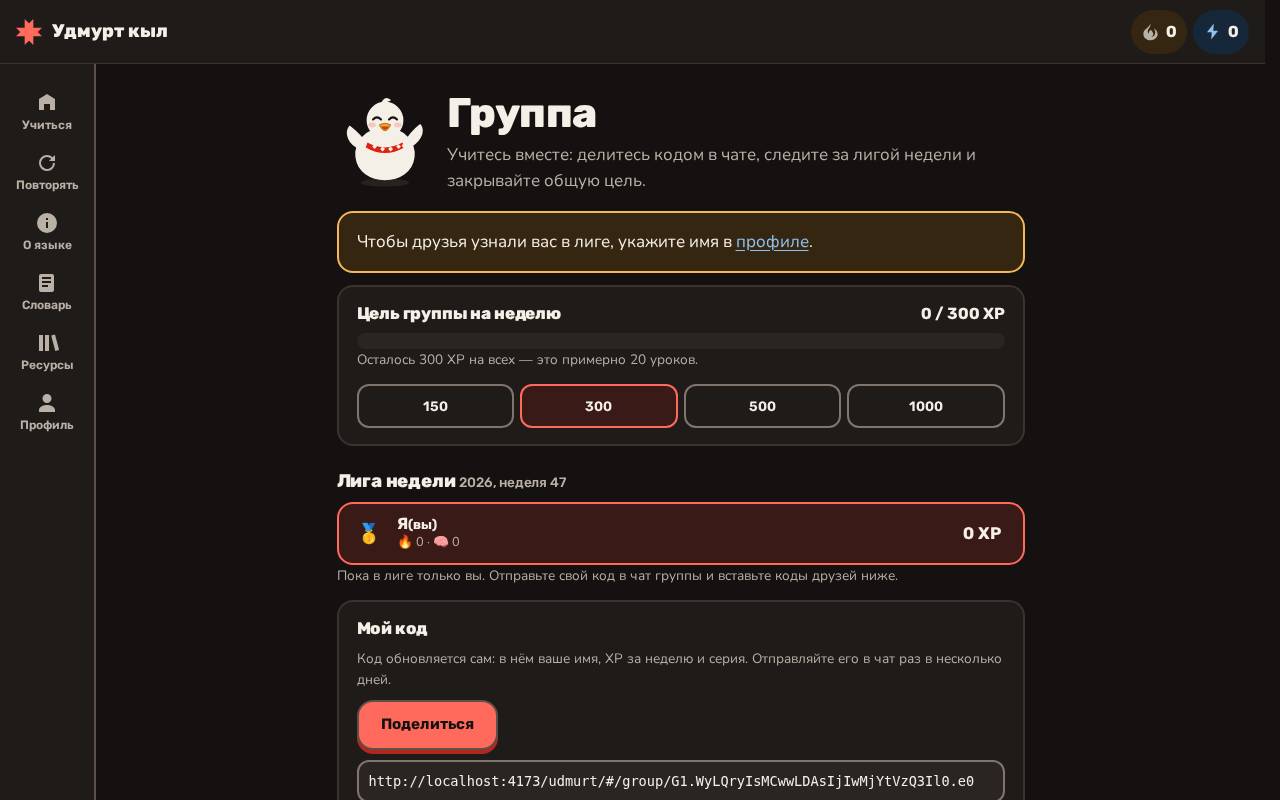 Удмурт кыл
0
0
Учиться
Повторять
О языке
Словарь
Ресурсы
Профиль
Группа
Учитесь вместе: делитесь кодом в чате, следите за лигой недели и
закрывайте общую цель.
Чтобы друзья узнали вас в лиге, укажите имя в профиле.
Цель группы на неделю
0 / 300 XP
Осталось 300 XP на всех — это примерно 20 уроков.
150
300
500
1000
Лига недели 2026, неделя 47
Я(вы)
🔥 0 · 🧠 0
0 XP
Пока в лиге только вы. Отправьте свой код в чат группы и вставьте коды друзей ниже.
Мой код
Код обновляется сам: в нём ваше имя, XP за неделю и серия. Отправляйте его в чат раз в несколько
дней.
Поделиться
http://localhost:4173/udmurt/#/group/G1.WyLQryIsMCwwLDAsIjIwMjYtVzQ3Il0.e0